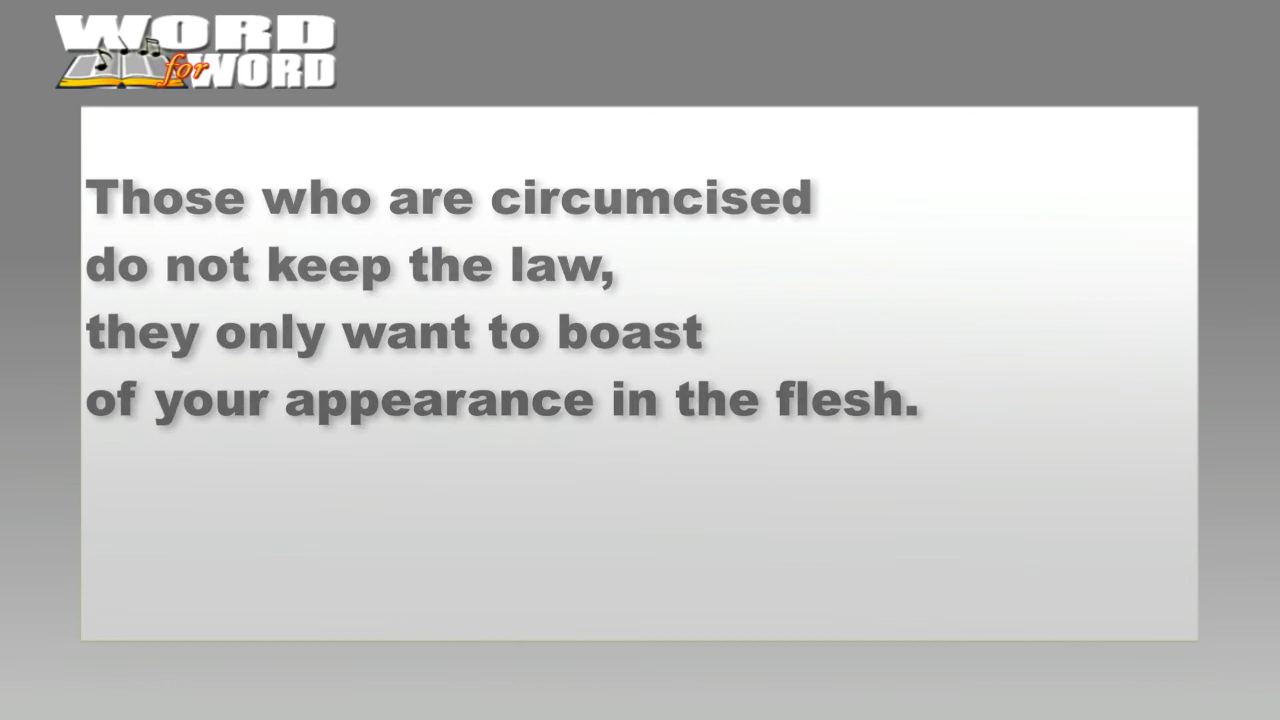 WORD
for WORD
Those who are circumcised
do not keep the law,
they only want to boast
of your appearance in the flesh.